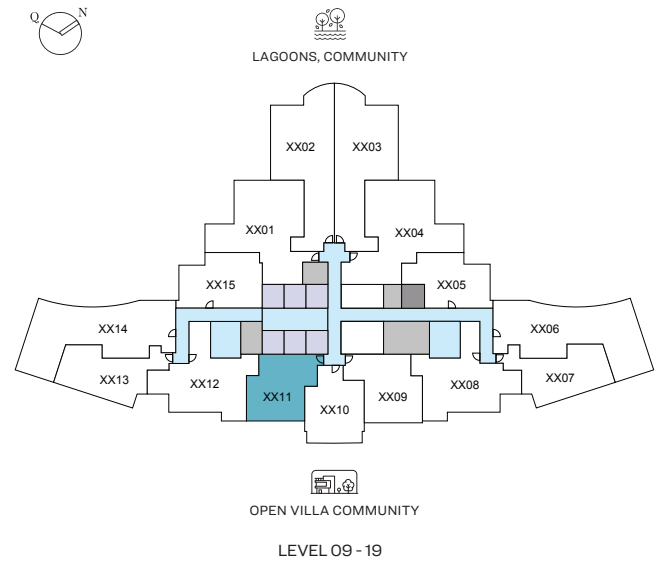 Q N
LAGOONS, COMMUNITY
XX02 XX03
XX01 XX04
XX15 XX05
XX14 XX06
XX13 XX12 XX08 XX07
XX11 XX10 XX09
OPEN VILLA COMMUNITY
LEVEL 09 - 19